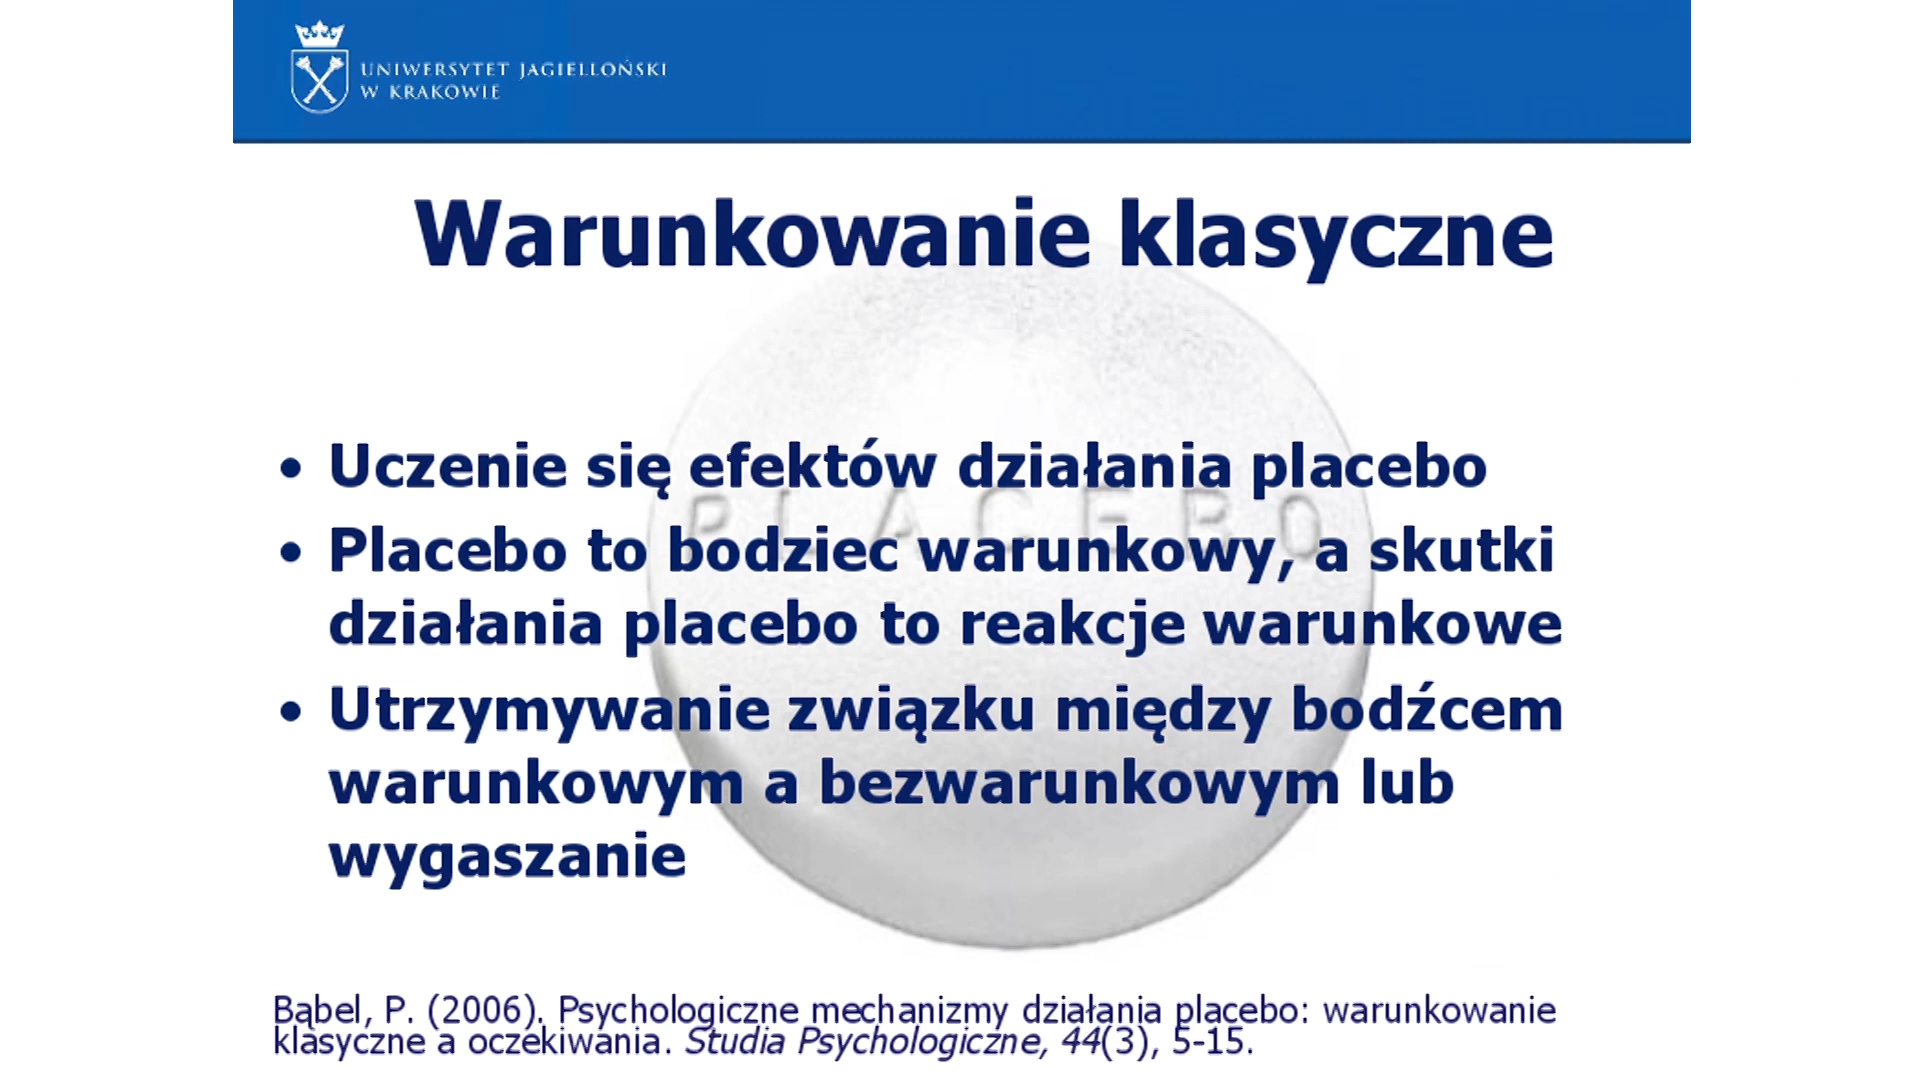 UNIWERSYTET JAGIELLOŃSKI
W KRAKOWIE
Warunkowanie klasyczne
• Uczenie się efektów działania placebo
PLACEBO
• Placebo to bodziec warunkowy, a skutki
działania placebo to reakcje warunkowe
• Utrzymywanie związku między bodźcem
warunkowym a bezwarunkowym lub
wygaszanie
Bąbel, P. (2006). Psychologiczne mechanizmy działania placebo: warunkowanie
klasyczne a oczekiwania. Studia Psychologiczne, 44(3), 5-15.